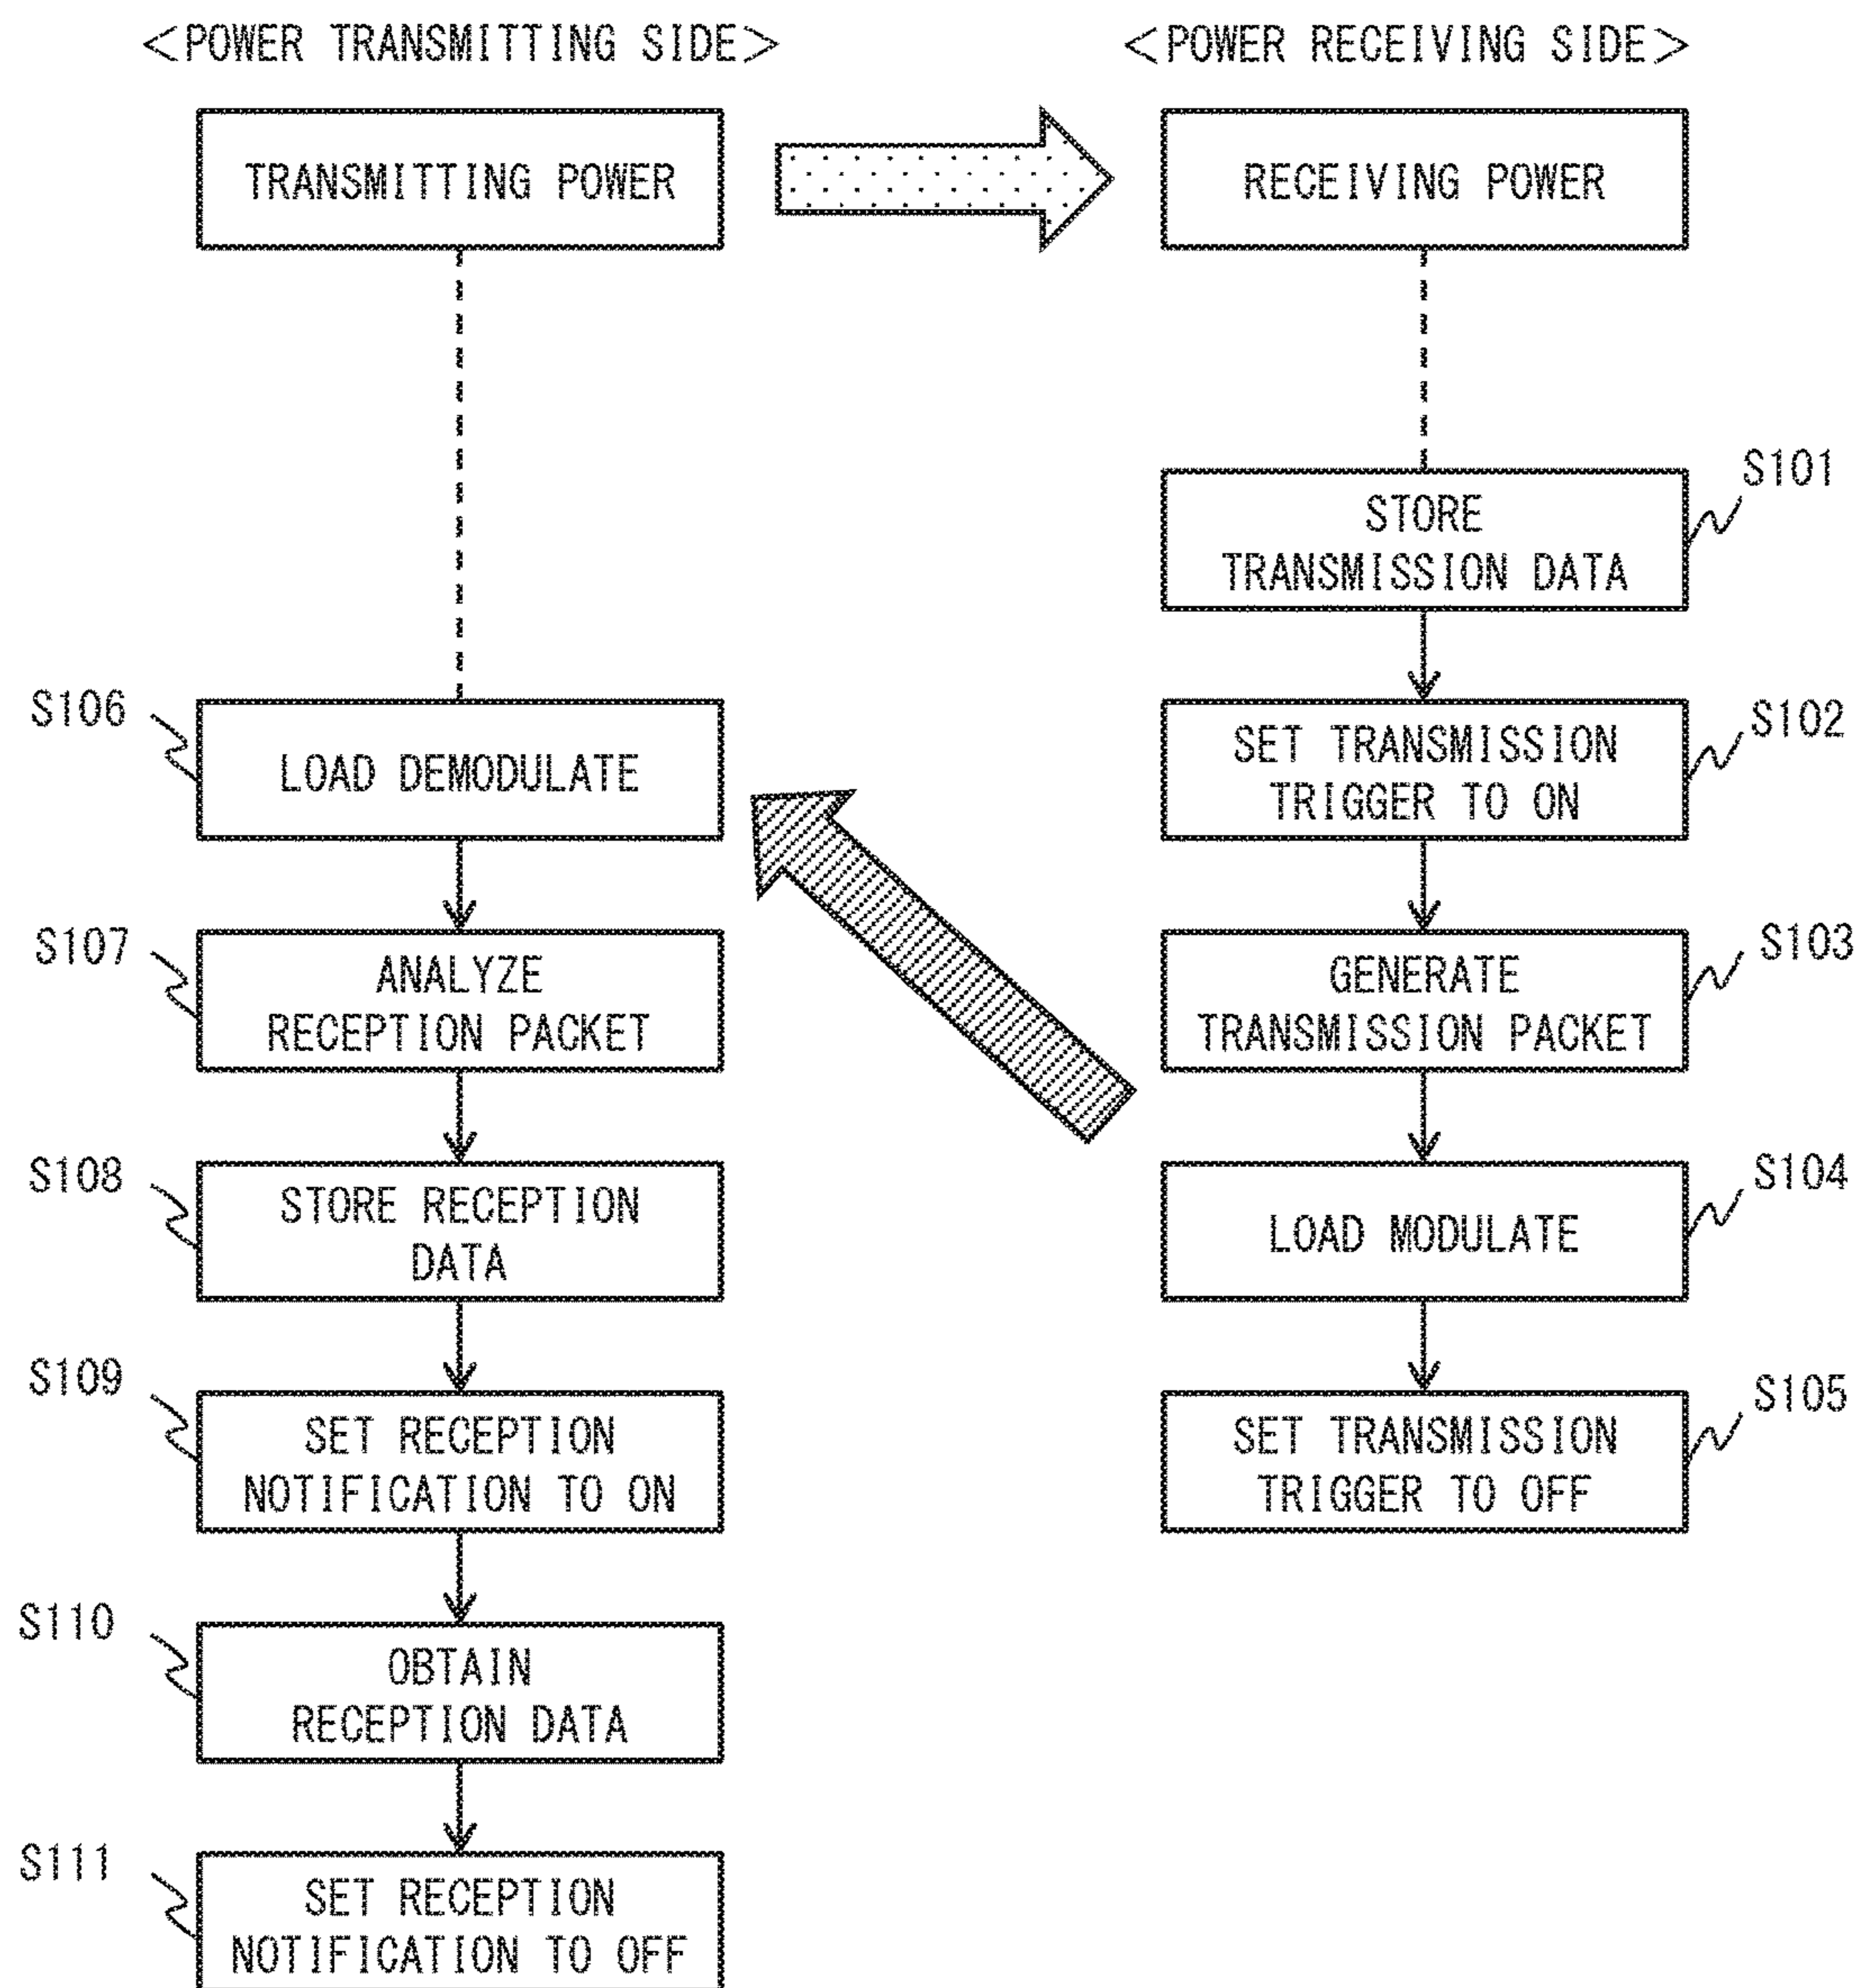 <POWER TRANSMITTING SIDE>
<POWER RECEIVING SIDE>
TRANSMITTING POWER
RECEIVING POWER
S101
STORE
TRANSMISSION DATA
S106
LOAD DEMODULATE
S102
SET TRANSMISSION
TRIGGER TO ON
S107
ANALYZE
RECEPTION PACKET
S103
GENERATE
TRANSMISSION PACKET
S108
STORE RECEPTION
DATA
S104
LOAD MODULATE
S109
SET RECEPTION
NOTIFICATION TO ON
S105
SET TRANSMISSION
TRIGGER TO OFF
S110
OBTAIN
RECEPTION DATA
S111
SET RECEPTION
NOTIFICATION TO OFF